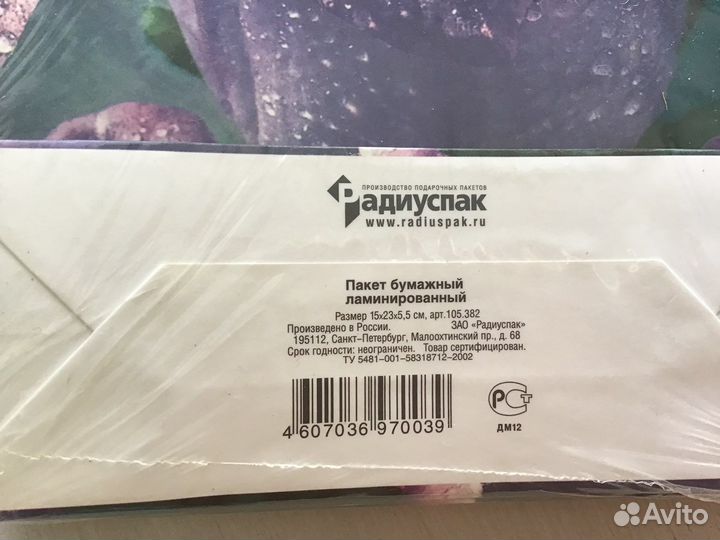 ПРОИЗВОДСТВО ПОДАРОЧНЫХ ПАКЕТОВ
Радиуспак
www.radiuspak.ru
Пакет бумажный
ламинированный
Размер 15х23х5,5 см, арт.105.382
Произведено в России. ЗАО «Радиуспак»
195112, Санкт-Петербург, Малоохтинский пр., д. 68
Срок годности: неограничен. Товар сертифицирован.
ТУ 5481-001-58318712-2002
4 607036 970039
РСТ
ДМ12
Avito